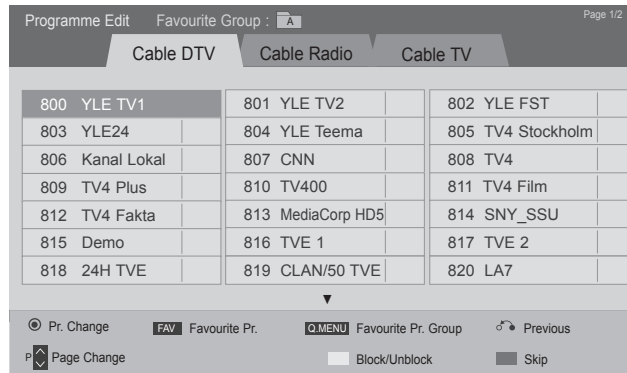 Programme Edit Favourite Group : A Page 1/2
Cable DTV Cable Radio Cable TV
800 YLE TV1 801 YLE TV2 802 YLE FST
803 YLE24 804 YLE Teema 805 TV4 Stockholm
806 Kanal Lokal 807 CNN 808 TV4
809 TV4 Plus 810 TV400 811 TV4 Film
812 TV4 Fakta 813 MediaCorp HD5 814 SNY_SSU
815 Demo 816 TVE 1 817 TVE 2
818 24H TVE 819 CLAN/50 TVE 820 LA7
▼
Pr. Change FAV Favourite Pr. Q.MENU Favourite Pr. Group Previous
P Page Change Block/Unblock Skip